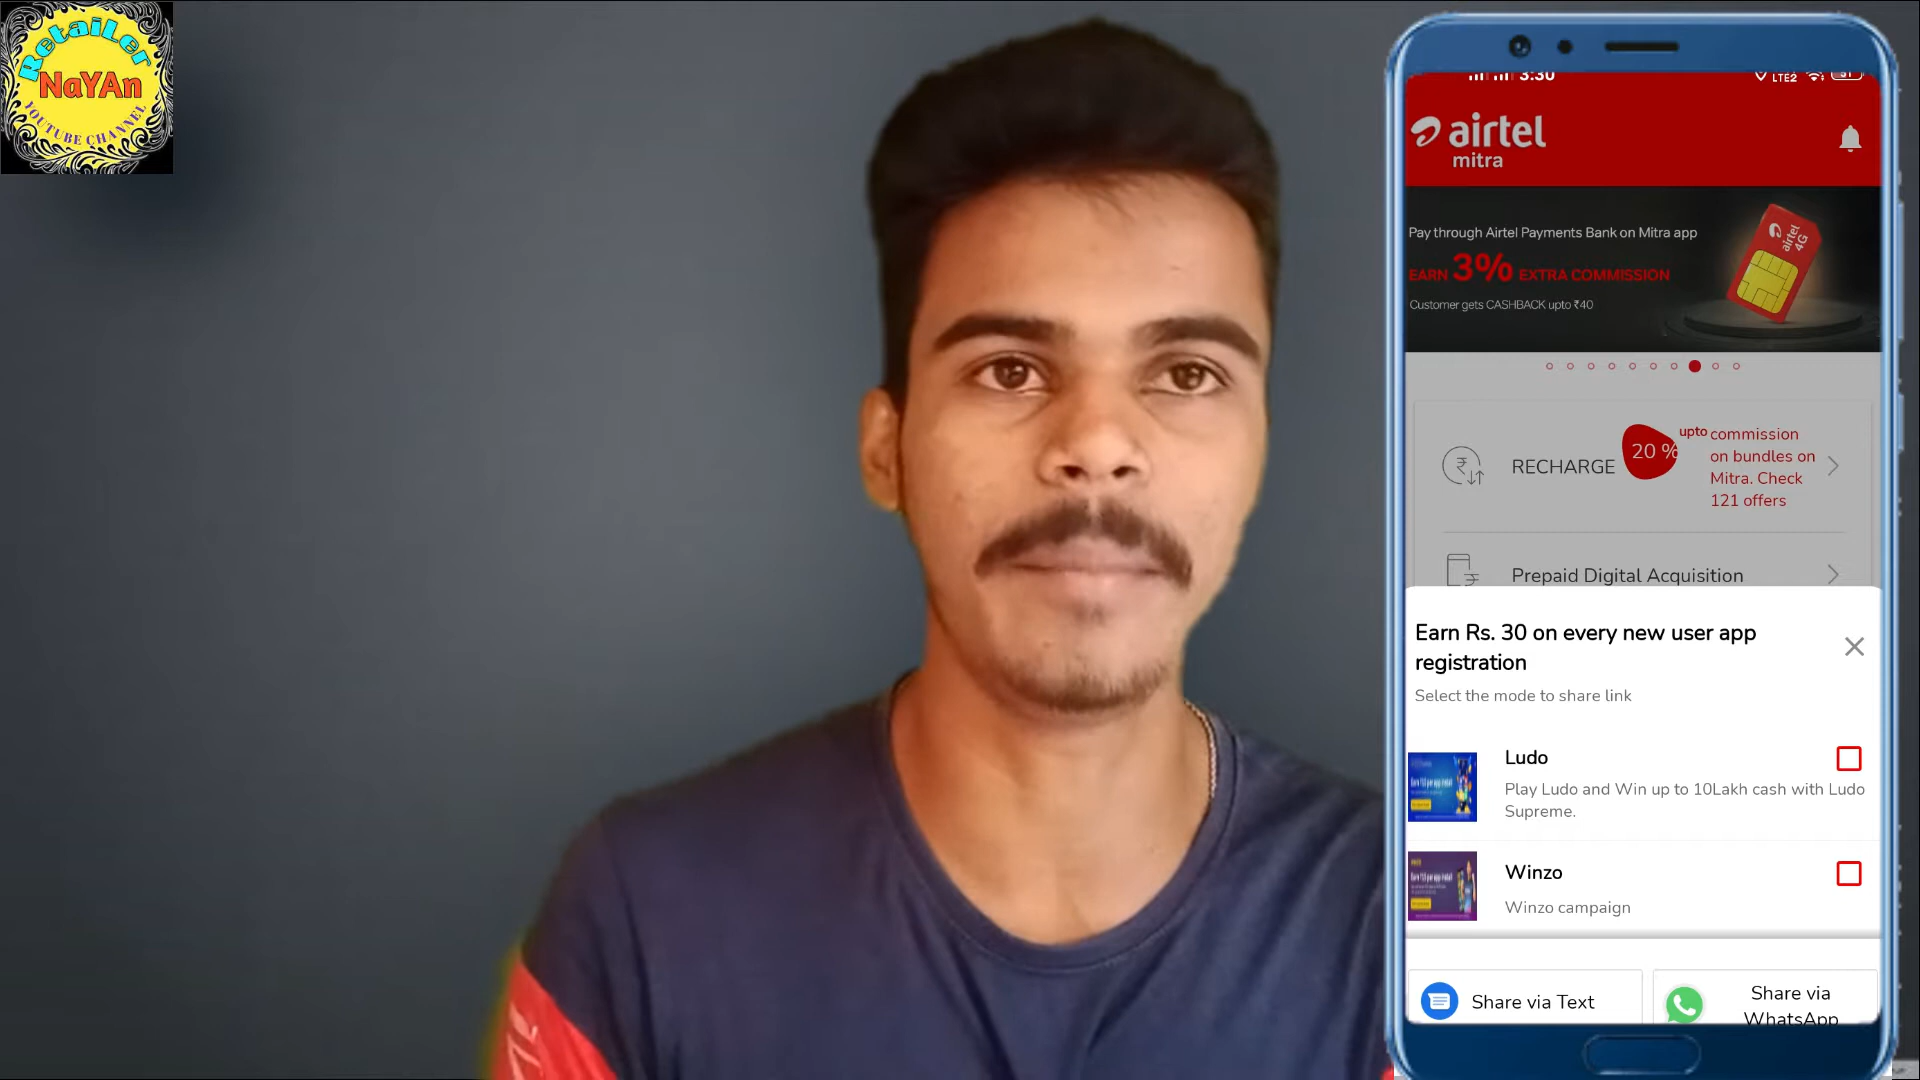 RetaiLer
NaYAn
YOUTUBE CHANNEL
3:30
LTE2
airtel
mitra
Pay through Airtel Payments Bank on Mitra app
EARN 3% EXTRA COMMISSION
Customer gets CASHBACK upto ₹40
airtel
4G
RECHARGE
20 %
upto commission
on bundles on
Mitra. Check
121 offers
Prepaid Digital Acquisition
Earn Rs. 30 on every new user app
registration
Select the mode to share link
Ludo
Play Ludo and Win up to 10Lakh cash with Ludo
Supreme.
Winzo
Winzo campaign
Share via Text
Share via
WhatsApp